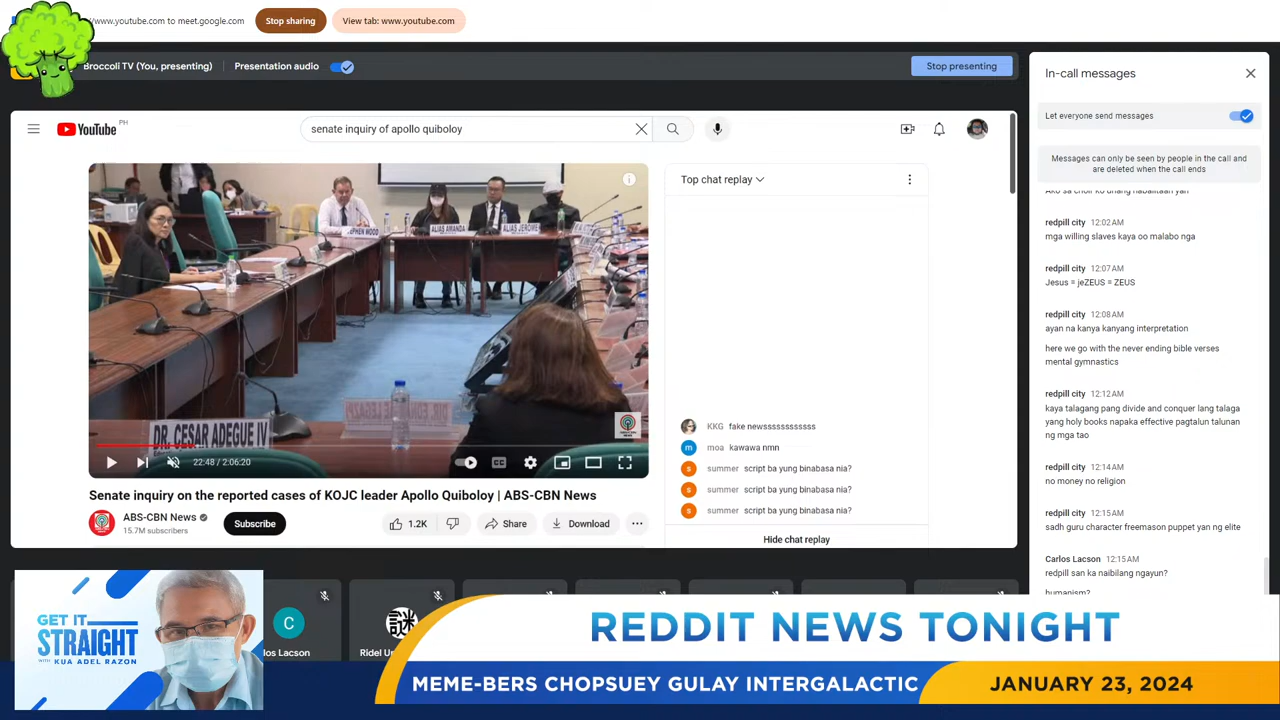 /www.youtube.com to meet.google.com
Stop sharing
View tab: www.youtube.com
Broccoli TV (You, presenting)
Presentation audio
Stop presenting
YouTube PH
senate inquiry of apollo quiboloy
ALIAS AMANDA
ALIAS JEROME
DR. CESAR ADEGUE IV
22:48 / 2:06:20
Senate inquiry on the reported cases of KOJC leader Apollo Quiboloy | ABS-CBN News
ABS-CBN News
15.7M subscribers
Subscribe
1.2K
Share
Download
Top chat replay
KKG fake newssssssssssss
moa kawawa nmn
summer script ba yung binabasa nia?
summer script ba yung binabasa nia?
summer script ba yung binabasa nia?
Hide chat replay
In-call messages
Let everyone send messages
Messages can only be seen by people in the call and
are deleted when the call ends
redpill city 12:02 AM
mga willing slaves kaya oo malabo nga
redpill city 12:07 AM
Jesus = jeZEUS = ZEUS
redpill city 12:08 AM
ayan na kanya kanyang interpretation
here we go with the never ending bible verses
mental gymnastics
redpill city 12:12 AM
kaya talagang pang divide and conquer lang talaga
yang holy books napaka effective pagtalun talunan
ng mga tao
redpill city 12:14 AM
no money no religion
redpill city 12:15 AM
sadh guru character freemason puppet yan ng elite
Carlos Lacson 12:15 AM
redpill san ka naibilang ngayun?
humanism?
C
los Lacson
Ridel
GET IT
STRAIGHT
WITH KUA ADEL RAZON
REDDIT NEWS TONIGHT
MEME-BERS CHOPSUEY GULAY INTERGALACTIC
JANUARY 23, 2024